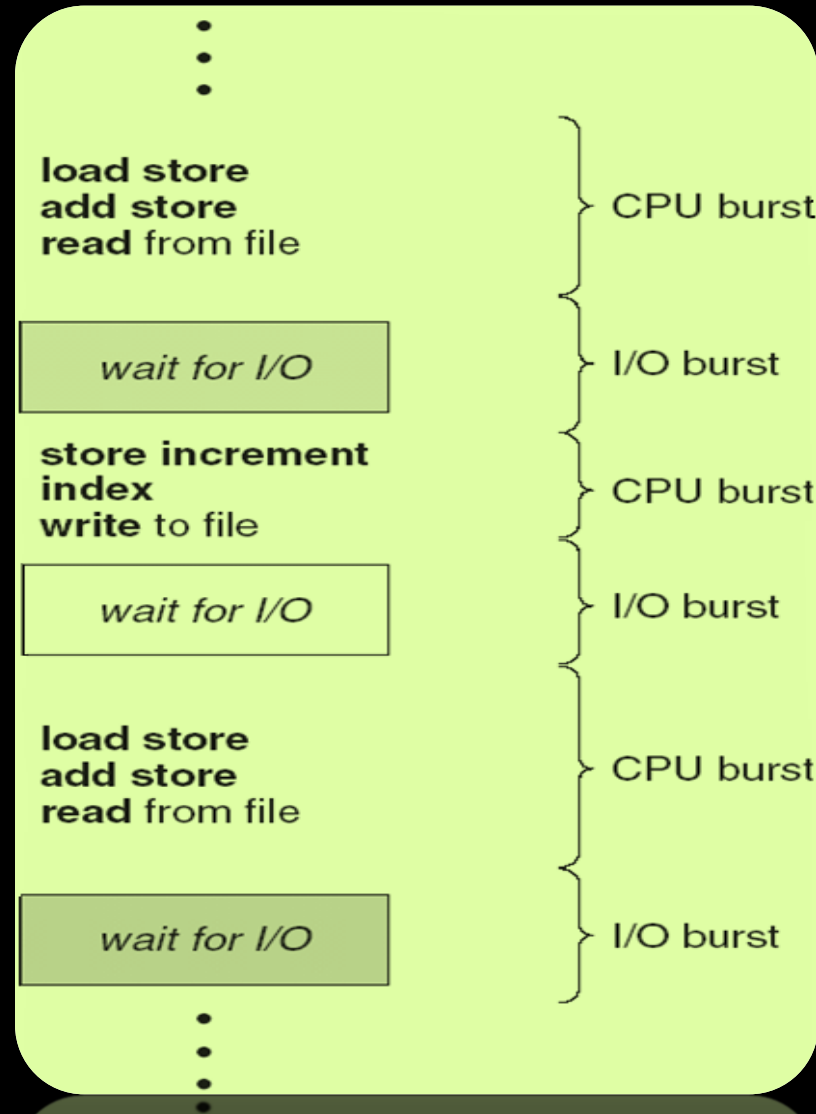 load store
add store
read from file
CPU burst
wait for I/O
I/O burst
store increment
index
write to file
CPU burst
wait for I/O
I/O burst
load store
add store
read from file
CPU burst
wait for I/O
I/O burst